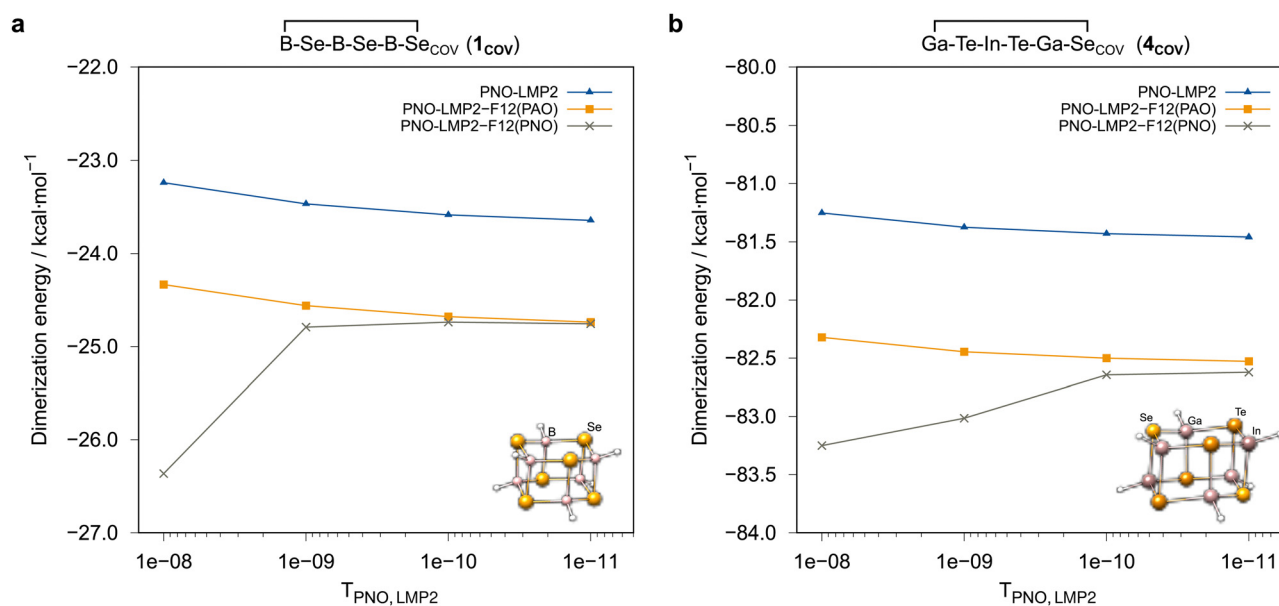 a
B-Se-B-Se-B-SeCOV (1COV)
Dimerization energy / kcal·mol−1
−22.0
−23.0
−24.0
−25.0
−26.0
−27.0
PNO-LMP2
PNO-LMP2−F12(PAO)
PNO-LMP2−F12(PNO)
B
Se
1e−08
1e−09
1e−10
1e−11
TPNO, LMP2
b
Ga-Te-In-Te-Ga-SeCOV (4COV)
Dimerization energy / kcal·mol−1
−80.0
−80.5
−81.0
−81.5
−82.0
−82.5
−83.0
−83.5
−84.0
PNO-LMP2
PNO-LMP2−F12(PAO)
PNO-LMP2−F12(PNO)
Se
Ga
Te
In
1e−08
1e−09
1e−10
1e−11
TPNO, LMP2